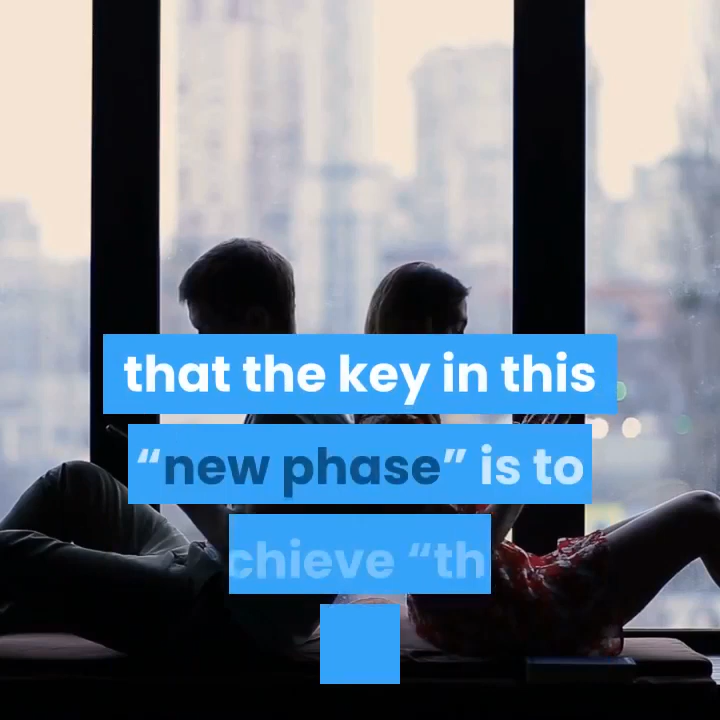 that the key in this
“new phase” is to
chieve “th